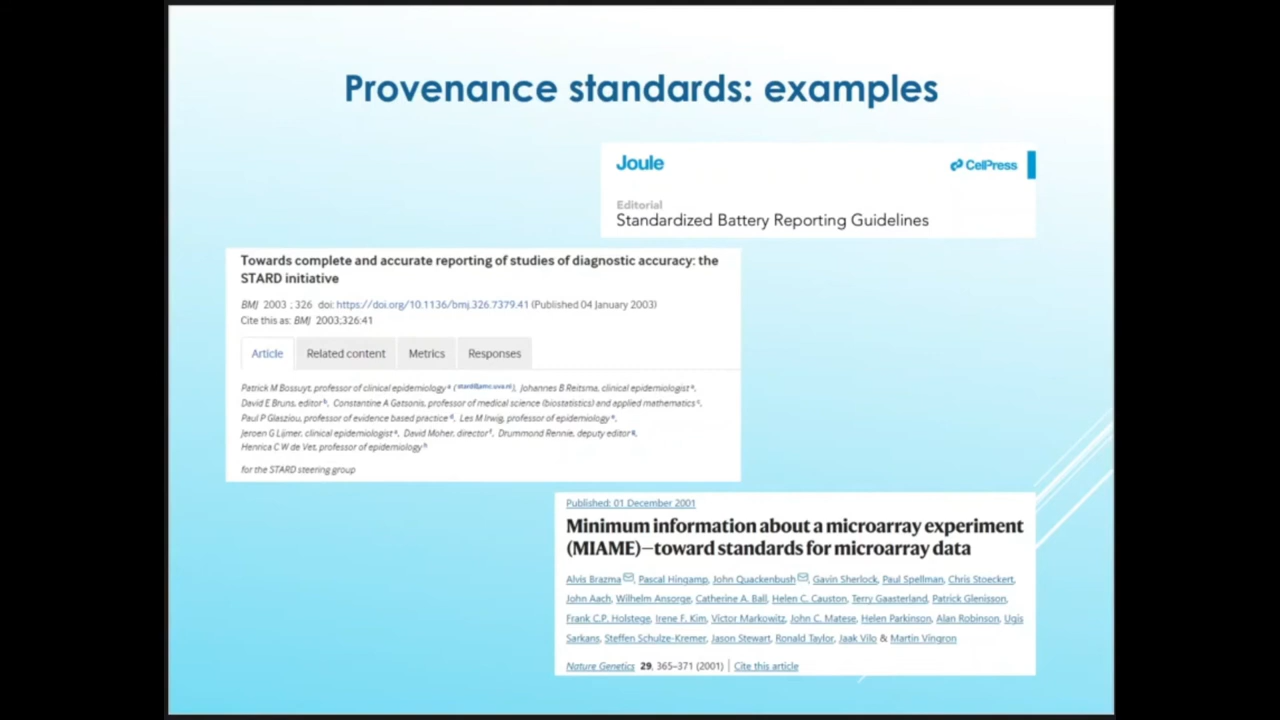 Provenance standards: examples
Joule
CelPress
Editorial
Standardized Battery Reporting Guidelines
Towards complete and accurate reporting of studies of diagnostic accuracy: the
STARD initiative
BMJ 2003 ; 326 doi: https://doi.org/10.1136/bmj.326.7379.41 (Published 04 January 2003)
Cite this as: BMJ 2003;326:41
Article Related content Metrics Responses
Patrick M Bossuyt, professor of clinical epidemiology a (stard@amc.uva.nl), Johannes B Reitsma, clinical epidemiologist a,
David E Bruns, editor b, Constantine A Gatsonis, professor of medical science (biostatistics) and applied mathematics c,
Paul P Glasziou, professor of evidence based practice d, Les M Irwig, professor of epidemiology e,
Jeroen G Lijmer, clinical epidemiologist a, David Moher, director f, Drummond Rennie, deputy editor g,
Henrica C W de Vet, professor of epidemiology h
for the STARD steering group
Published: 01 December 2001
Minimum information about a microarray experiment
(MIAME)—toward standards for microarray data
Alvis Brazma, Pascal Hingamp, John Quackenbush, Gavin Sherlock, Paul Spellman, Chris Stoeckert,
John Aach, Wilhelm Ansorge, Catherine A. Ball, Helen C. Causton, Terry Gaasterland, Patrick Glenisson,
Frank C.P. Holstege, Irene F. Kim, Victor Markowitz, John C. Matese, Helen Parkinson, Alan Robinson, Ugis
Sarkans, Steffen Schulze-Kremer, Jason Stewart, Ronald Taylor, Jaak Vilo & Martin Vingron
Nature Genetics 29, 365–371 (2001) | Cite this article